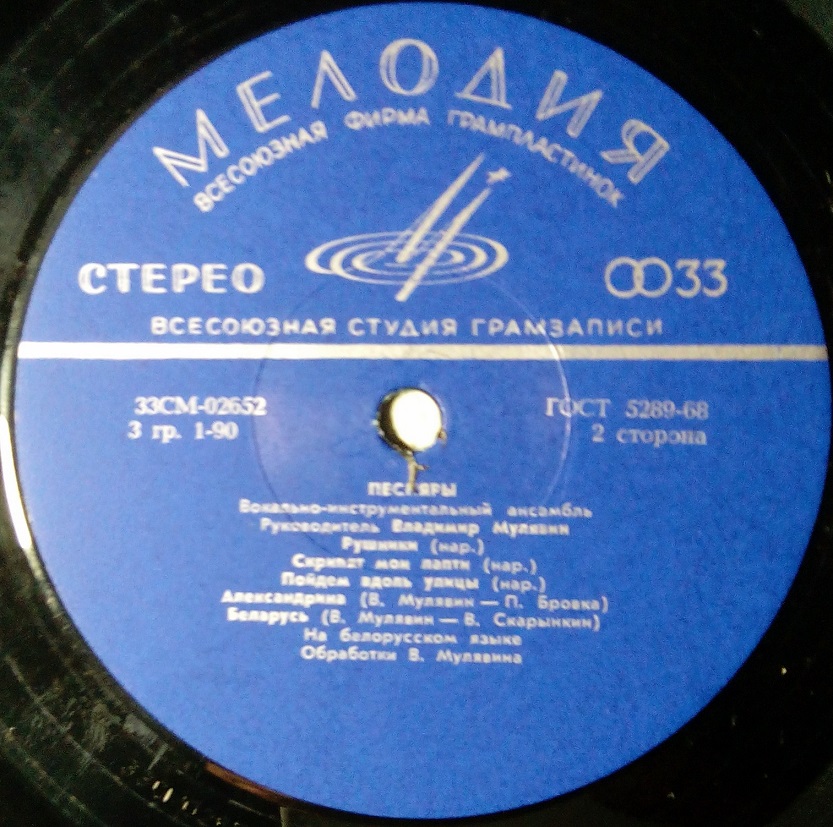 МЕЛОДИЯ
ВСЕСОЮЗНАЯ ФИРМА ГРАМПЛАСТИНОК
СТЕРЕО
33
ВСЕСОЮЗНАЯ СТУДИЯ ГРАМЗАПИСИ
33СМ-02652
ГОСТ 5289-68
3 гр. 1-90
2 сторона
ПЕСНЯРЫ
Вокально-инструментальный ансамбль
Руководитель Владимир Мулявин
Рушники (нар.)
Скрипят мои лапти (нар.)
Пойдем вдоль улицы (нар.)
Александрина (В. Мулявин — П. Бровка)
Беларусь (В. Мулявин — В. Скарынкин)
На белорусском языке
Обработки В. Мулявина